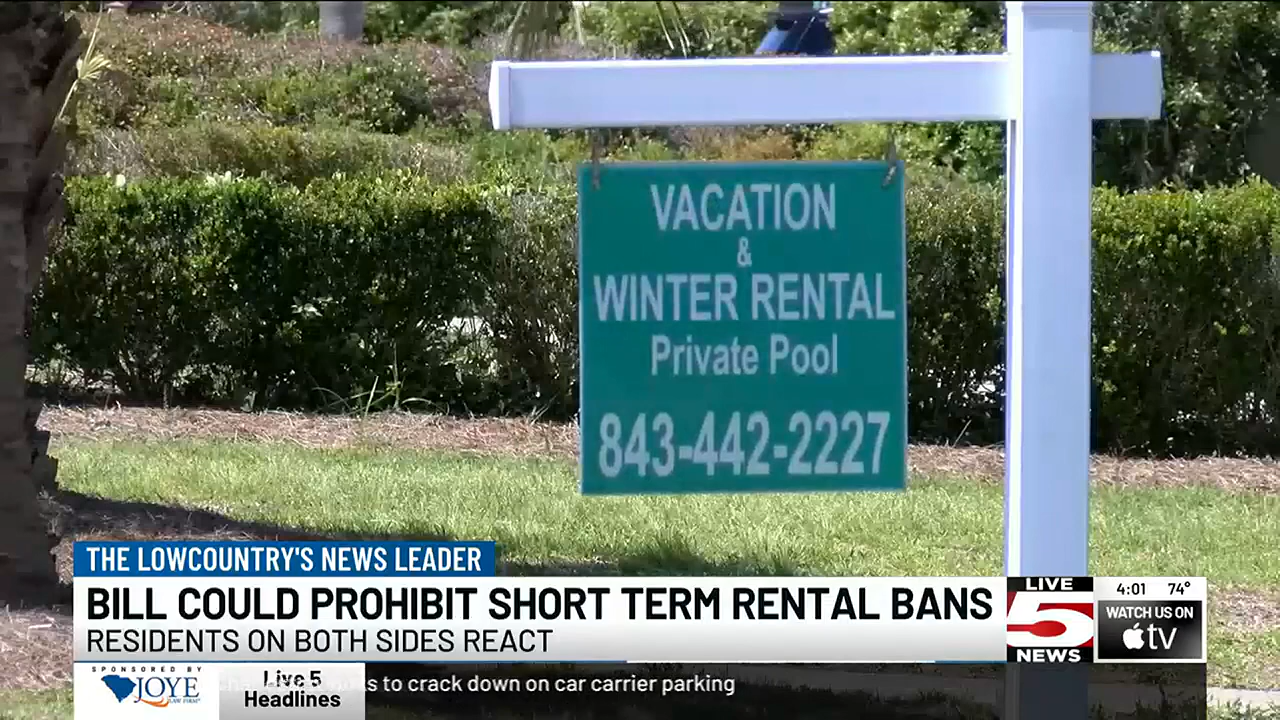 VACATION
&
WINTER RENTAL
Private Pool
843-442-2227
THE LOWCOUNTRY'S NEWS LEADER
BILL COULD PROHIBIT SHORT TERM RENTAL BANS
RESIDENTS ON BOTH SIDES REACT
LIVE
5
NEWS
4:01 74°
WATCH US ON
tv
SPONSORED BY
JOYE
LAW FIRM
Live 5
Headlines
to crack down on car carrier parking